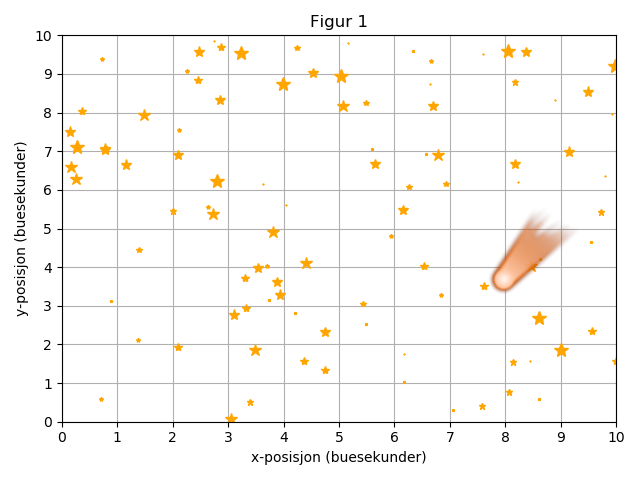 Figur 1
10
9
8
7
6
5
4
3
2
1
0
y-posisjon (buesekunder)
0 1 2 3 4 5 6 7 8 9 10
x-posisjon (buesekunder)